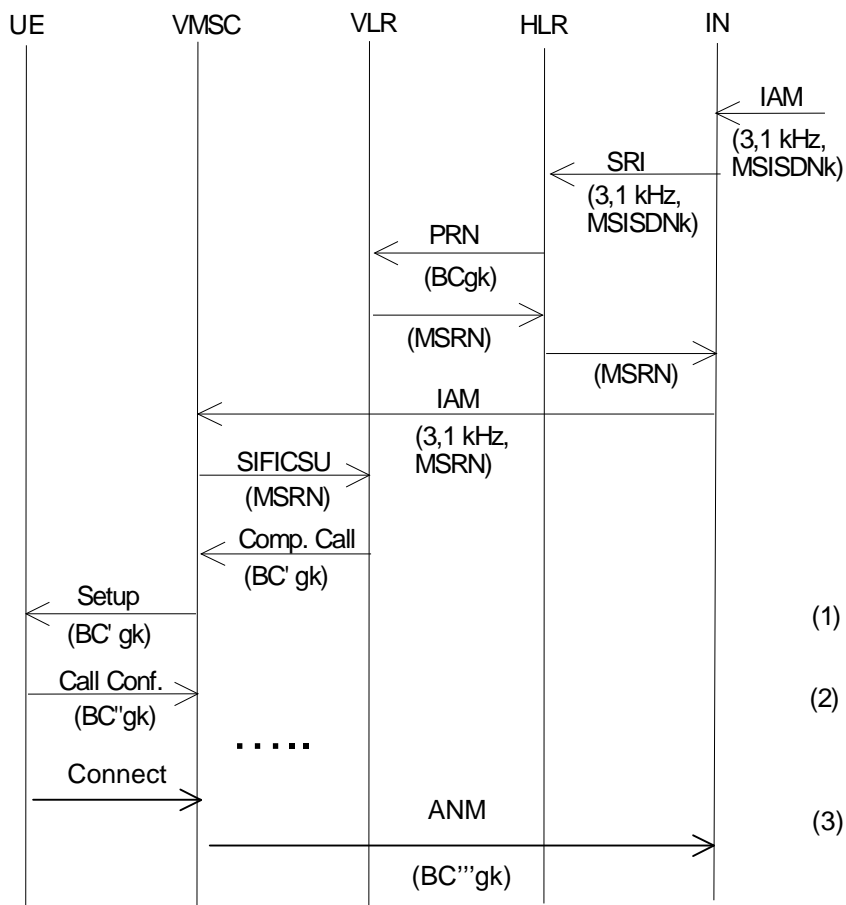 UE VMSC VLR HLR IN
IAM
(3,1 kHz,
MSISDNk)
SRI
(3,1 kHz,
MSISDNk)
PRN
(BCgk)
(MSRN)
(MSRN)
IAM
(3,1 kHz,
MSRN)
SIFICSU
(MSRN)
Comp. Call
(BC' gk)
Setup
(BC' gk)
(1)
Call Conf.
(BC"gk)
(2)
.....
Connect
ANM
(3)
(BC'''gk)